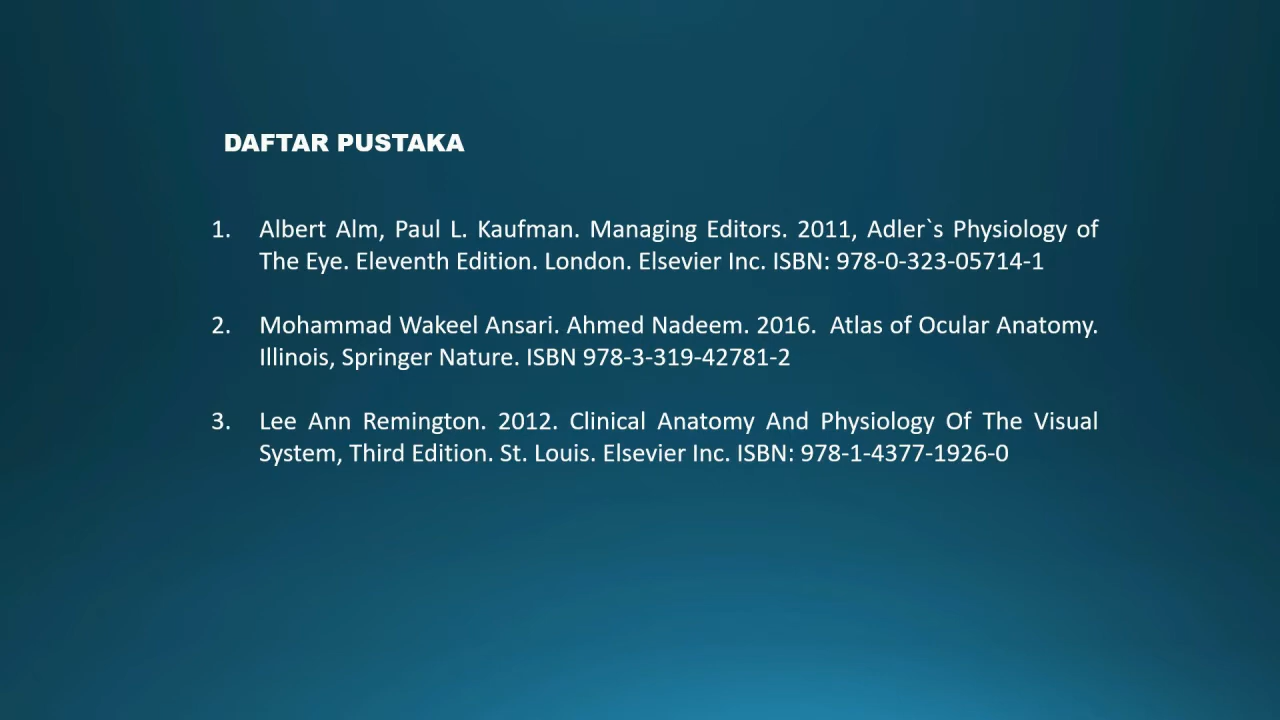 DAFTAR PUSTAKA
1. Albert Alm, Paul L. Kaufman. Managing Editors. 2011, Adler`s Physiology of
The Eye. Eleventh Edition. London. Elsevier Inc. ISBN: 978-0-323-05714-1
2. Mohammad Wakeel Ansari. Ahmed Nadeem. 2016.  Atlas of Ocular Anatomy.
Illinois, Springer Nature. ISBN 978-3-319-42781-2
3. Lee Ann Remington. 2012. Clinical Anatomy And Physiology Of The Visual
System, Third Edition. St. Louis. Elsevier Inc. ISBN: 978-1-4377-1926-0